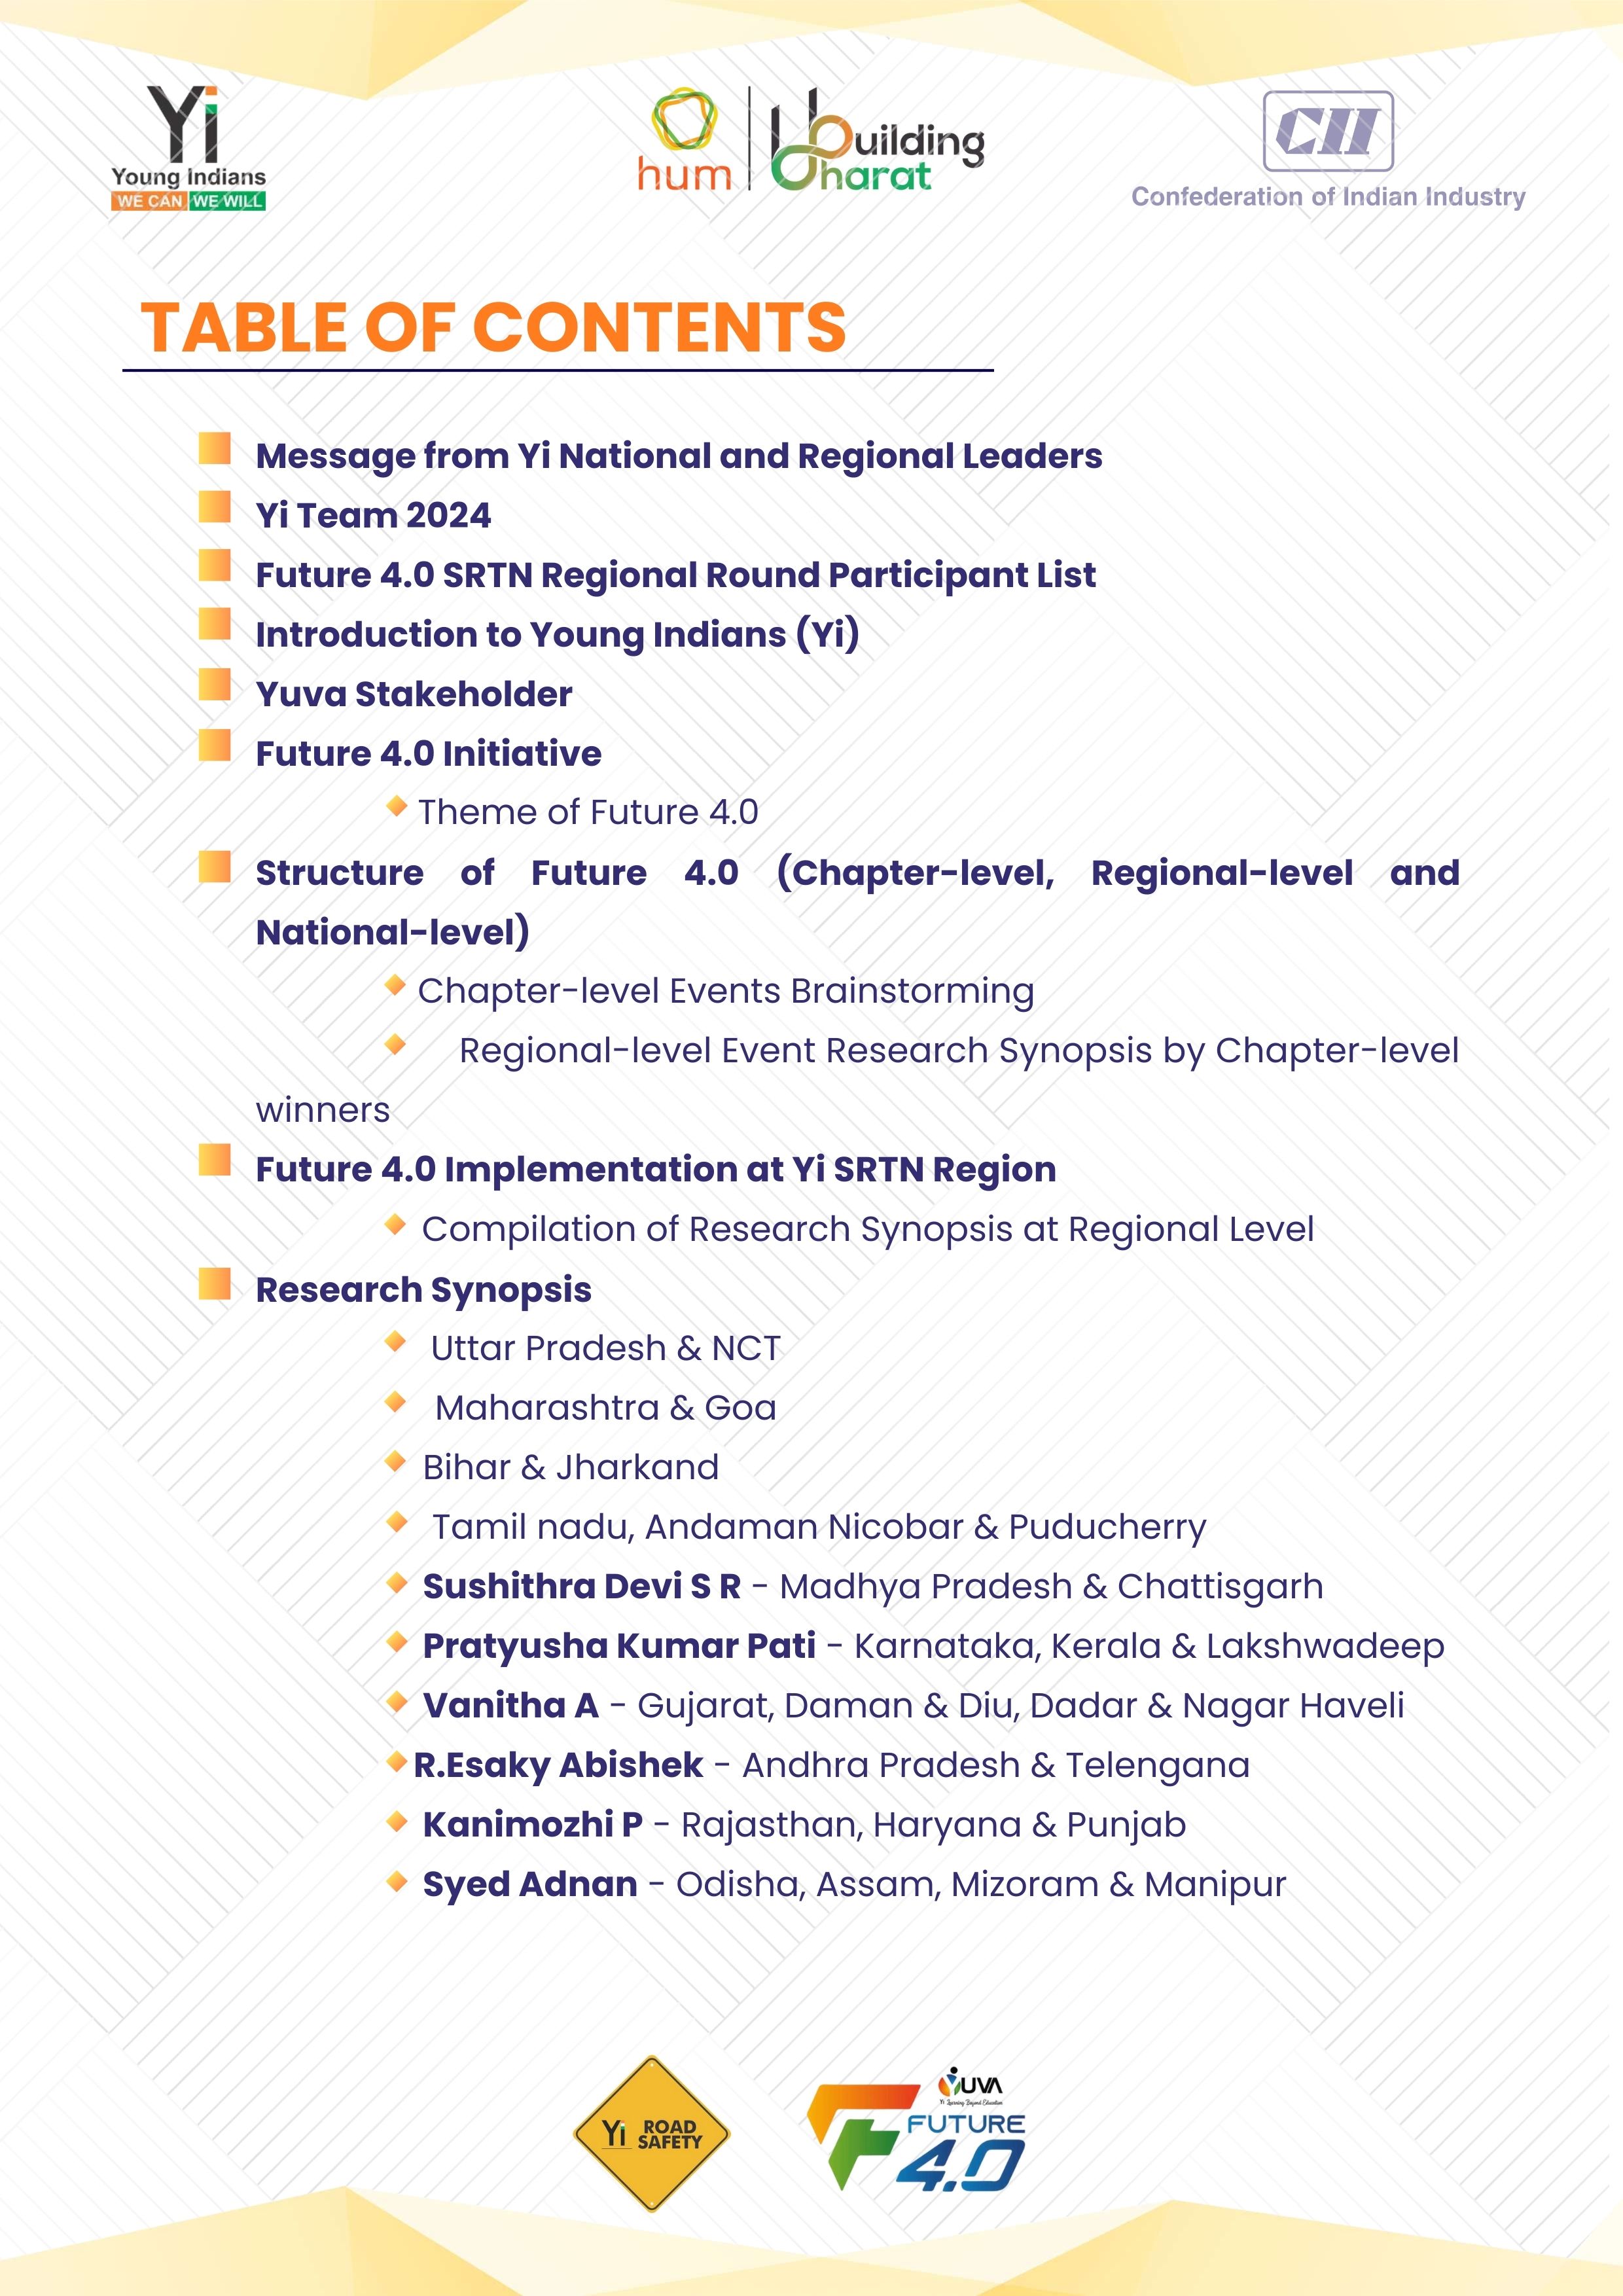 Yi
Young Indians
WE CAN WE WILL
hum
Building
Bharat
CII
Confederation of Indian Industry
TABLE OF CONTENTS
Message from Yi National and Regional Leaders
Yi Team 2024
Future 4.0 SRTN Regional Round Participant List
Introduction to Young Indians (Yi)
Yuva Stakeholder
Future 4.0 Initiative
Theme of Future 4.0
Structure of Future 4.0 (Chapter-level, Regional-level and
National-level)
Chapter-level Events Brainstorming
Regional-level Event Research Synopsis by Chapter-level
winners
Future 4.0 Implementation at Yi SRTN Region
Compilation of Research Synopsis at Regional Level
Research Synopsis
Uttar Pradesh & NCT
Maharashtra & Goa
Bihar & Jharkand
Tamil nadu, Andaman Nicobar & Puducherry
Sushithra Devi S R - Madhya Pradesh & Chattisgarh
Pratyusha Kumar Pati - Karnataka, Kerala & Lakshwadeep
Vanitha A - Gujarat, Daman & Diu, Dadar & Nagar Haveli
R.Esaky Abishek - Andhra Pradesh & Telengana
Kanimozhi P - Rajasthan, Haryana & Punjab
Syed Adnan - Odisha, Assam, Mizoram & Manipur
Yi ROAD
SAFETY
YUVA
Yi Learning Beyond Education
FUTURE
4.0